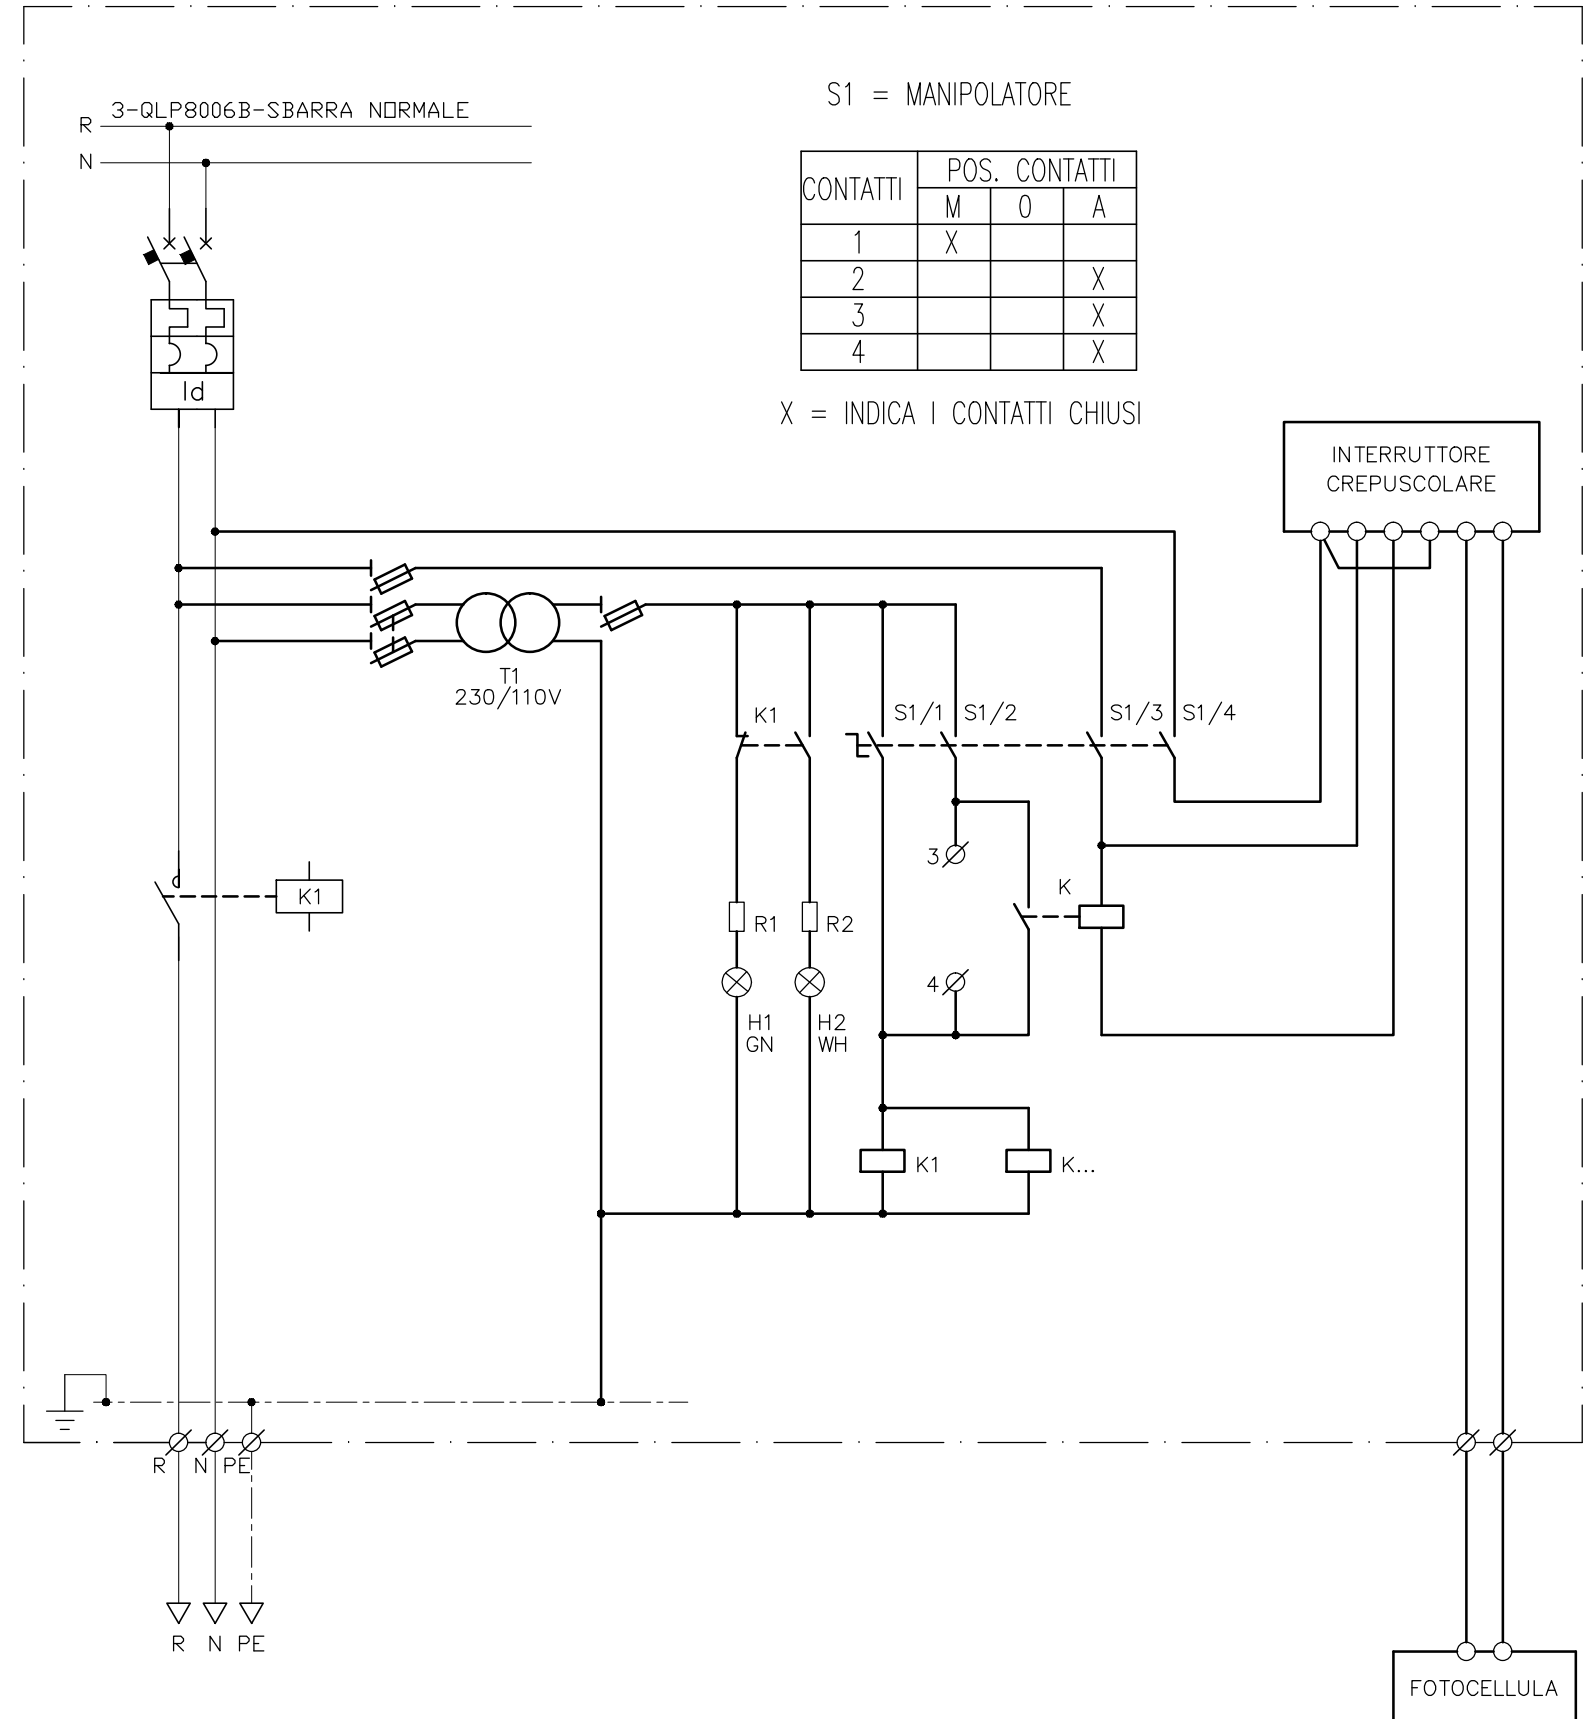 S1 = MANIPOLATORE
3-QLP8006B-SBARRA NORMALE
R
N
CONTATTI POS. CONTATTI
M 0 A
1 X
2 X
3 X
4 X
X = INDICA I CONTATTI CHIUSI
Id
INTERRUTTORE
CREPUSCOLARE
T1
230/110V
K1
S1/1 S1/2
S1/3 S1/4
3
K1
K
R1
R2
4
H1
GN
H2
WH
K1
K...
R N PE
R N PE
FOTOCELLULA